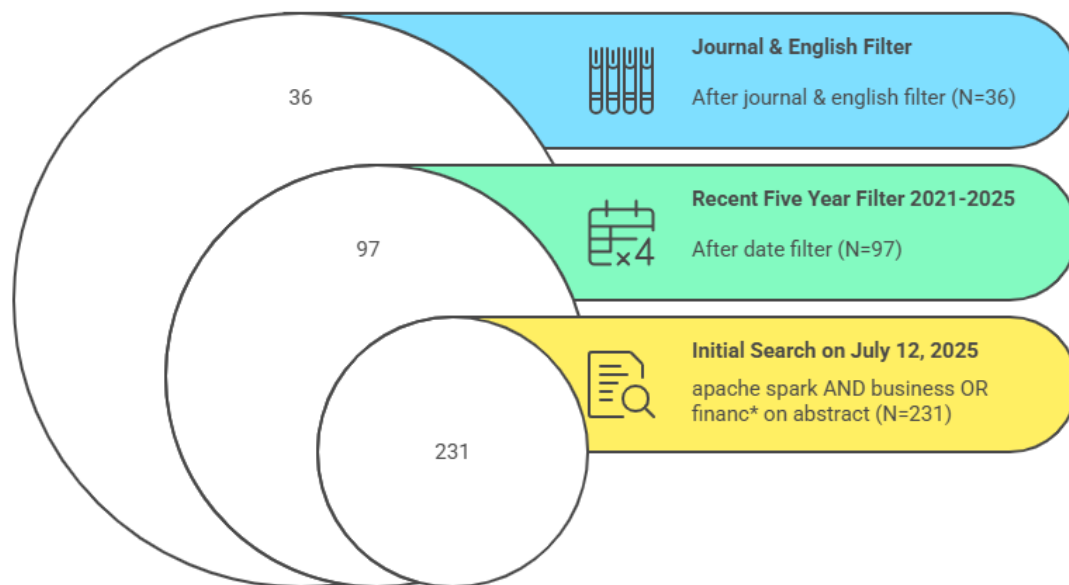 36
Journal & English Filter
After journal & english filter (N=36)
97
Recent Five Year Filter 2021-2025
×4
After date filter (N=97)
231
Initial Search on July 12, 2025
apache spark AND business OR
financ* on abstract (N=231)